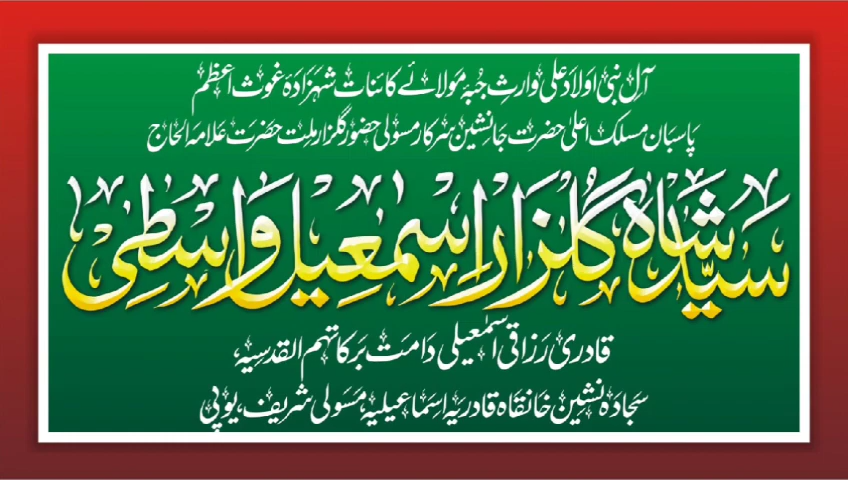 آلِ نبی اولادِ علی وارثِ جبہ مولائے کائنات شہزادۂ غوث اعظم
پاسبان مسلک اعلیٰ حضرت جانشین سرکار مسولی حضور گلزار ملت حضرت علامہ الحاج
سید شاہ گلزار اسمٰعیل واسطی
قادری رزاقی اسمٰعیلی دامت برکاتہم القدسیہ،
سجادہ نشین خانقاہ قادریہ اسماعیلیہ، مسولی شریف، یوپی